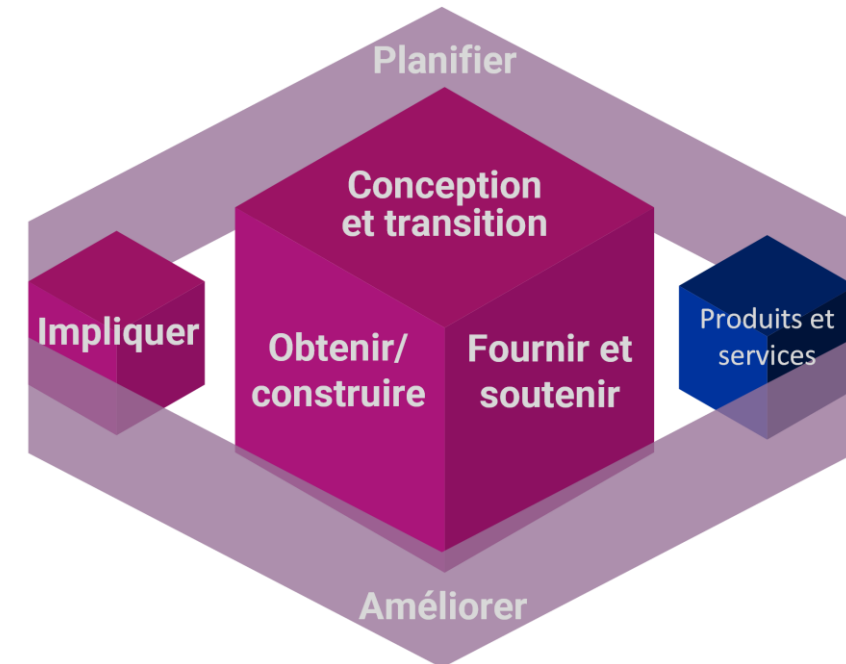 Planifier
Conception
et transition
Impliquer
Obtenir/
construire
Fournir et
soutenir
Produits et
services
Améliorer